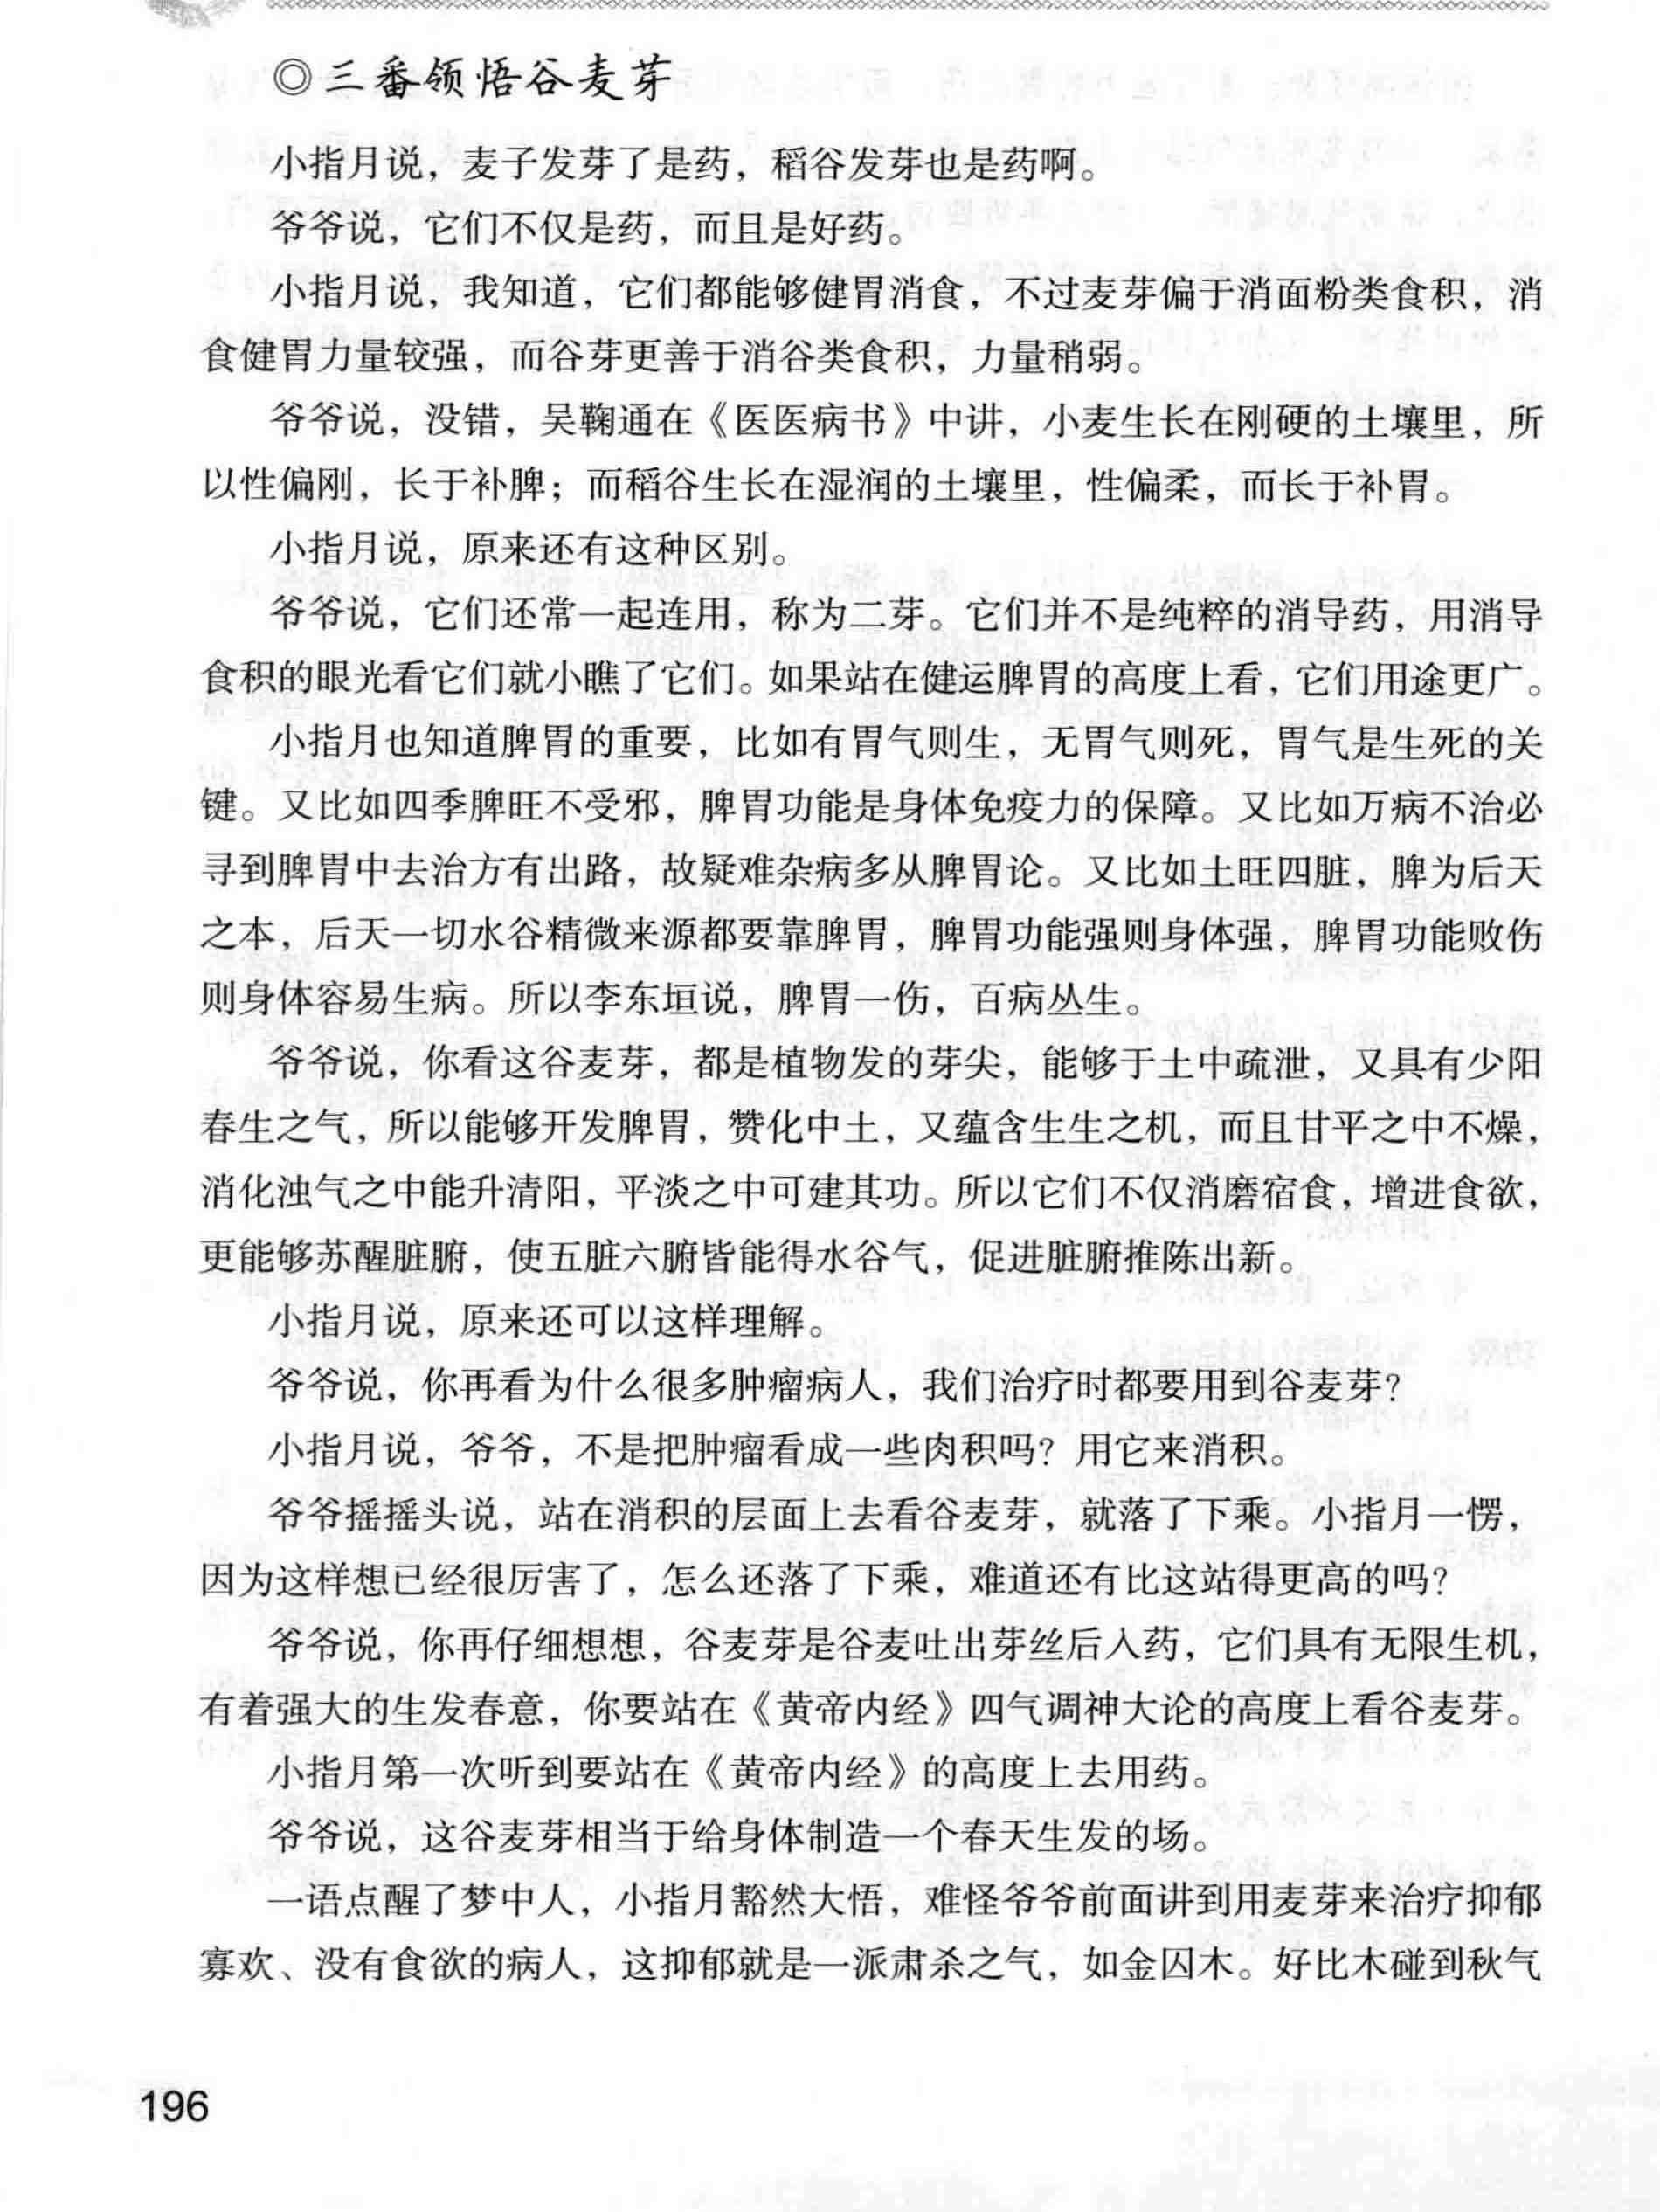 ◎三番领悟谷麦芽
小指月说，麦子发芽了是药，稻谷发芽也是药啊。
爷爷说，它们不仅是药，而且是好药。
小指月说，我知道，它们都能够健胃消食，不过麦芽偏于消面粉类食积，消
食健胃力量较强，而谷芽更善于消谷类食积，力量稍弱。
爷爷说，没错，吴鞠通在《医医病书》中讲，小麦生长在刚硬的土壤里，所
以性偏刚，长于补脾；而稻谷生长在湿润的土壤里，性偏柔，而长于补胃。
小指月说，原来还有这种区别。
爷爷说，它们还常一起连用，称为二芽。它们并不是纯粹的消导药，用消导
食积的眼光看它们就小瞧了它们。如果站在健运脾胃的高度上看，它们用途更广。
小指月也知道脾胃的重要，比如有胃气则生，无胃气则死，胃气是生死的关
键。又比如四季脾旺不受邪，脾胃功能是身体免疫力的保障。又比如万病不治必
寻到脾胃中去治方有出路，故疑难杂病多从脾胃论。又比如土旺四脏，脾为后天
之本，后天一切水谷精微来源都要靠脾胃，脾胃功能强则身体强，脾胃功能败伤
则身体容易生病。所以李东垣说，脾胃一伤，百病丛生。
爷爷说，你看这谷麦芽，都是植物发的芽尖，能够于土中疏泄，又具有少阳
春生之气，所以能够开发脾胃，赞化中土，又蕴含生生之机，而且甘平之中不燥，
消化浊气之中能升清阳，平淡之中可建其功。所以它们不仅消磨宿食，增进食欲，
更能够苏醒脏腑，使五脏六腑皆能得水谷气，促进脏腑推陈出新。
小指月说，原来还可以这样理解。
爷爷说，你再看为什么很多肿瘤病人，我们治疗时都要用到谷麦芽？
小指月说，爷爷，不是把肿瘤看成一些肉积吗？用它来消积。
爷爷摇摇头说，站在消积的层面上去看谷麦芽，就落了下乘。小指月一愣，
因为这样想已经很厉害了，怎么还落了下乘，难道还有比这站得更高的吗？
爷爷说，你再仔细想想，谷麦芽是谷麦吐出芽丝后入药，它们具有无限生机，
有着强大的生发春意，你要站在《黄帝内经》四气调神大论的高度上看谷麦芽。
小指月第一次听到要站在《黄帝内经》的高度上去用药。
爷爷说，这谷麦芽相当于给身体制造一个春天生发的场。
一语点醒了梦中人，小指月豁然大悟，难怪爷爷前面讲到用麦芽来治疗抑郁
寡欢、没有食欲的病人，这抑郁就是一派肃杀之气，如金囚木。好比木碰到秋气
196